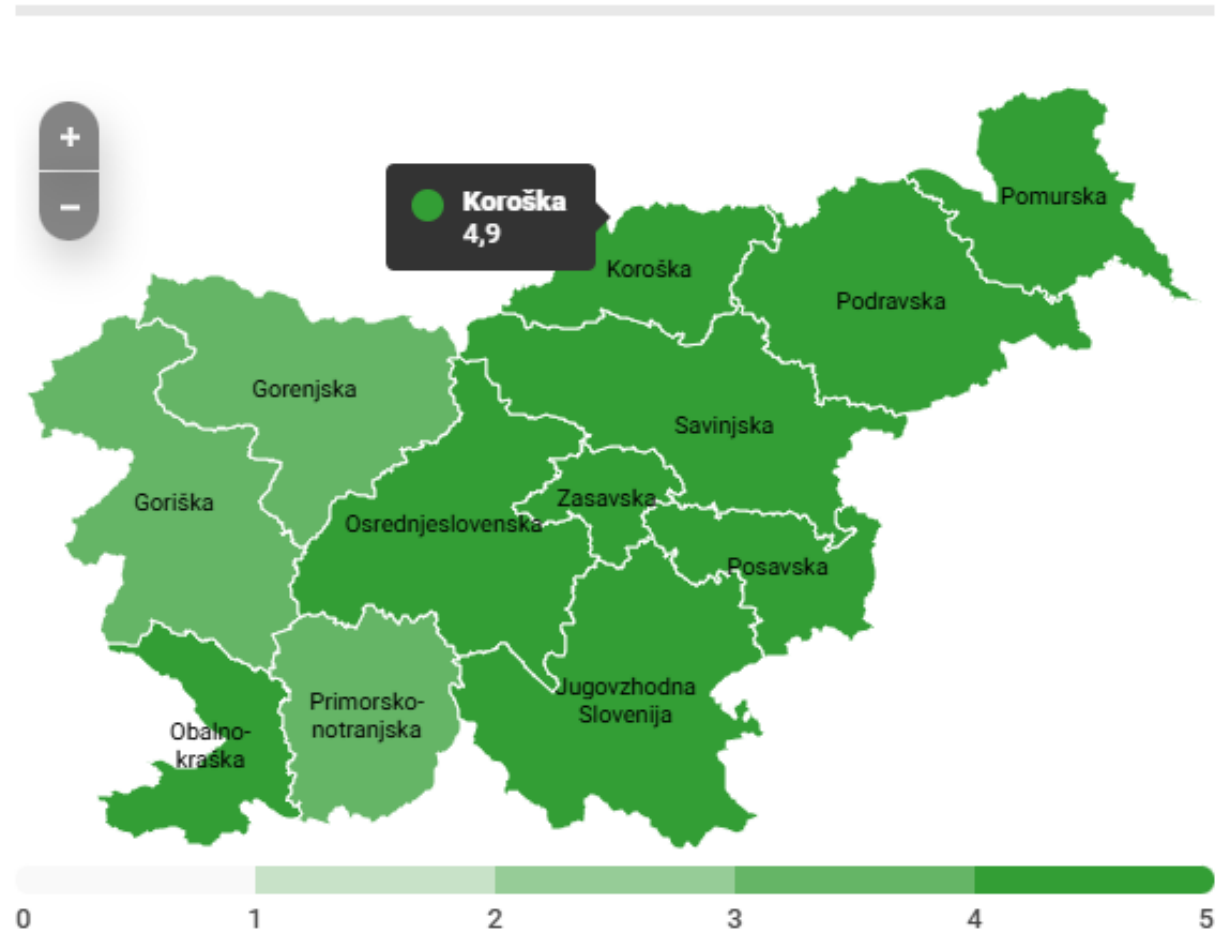 +
−
Koroška
4,9
Pomurska
Koroška
Podravska
Gorenjska
Savinjska
Goriška
Zasavska
Osrednjeslovenska
Posavska
Jugovzhodna
Slovenija
Primorsko-
notranjska
Obalno-
kraška
0 1 2 3 4 5